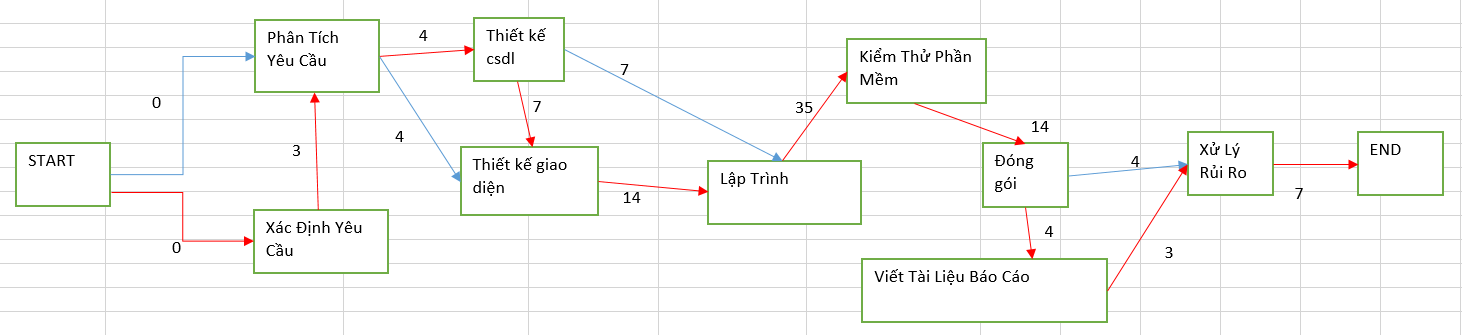 Phân Tích
Yêu Cầu
4
Thiết kế
csdl
7
Kiểm Thử Phần
Mềm
0
35
7
4
14
START
3
Thiết kế giao
diện
Lập Trình
14
Đóng
gói
4
Xử Lý
Rủi Ro
END
7
0
Xác Định Yêu
Cầu
4
3
Viết Tài Liệu Báo Cáo